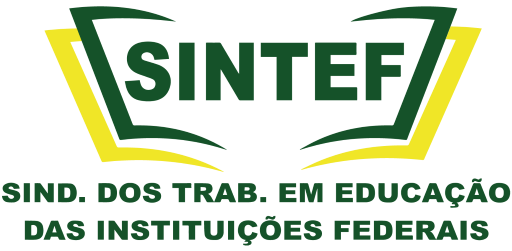 SINTEF
SIND. DOS TRAB. EM EDUCAÇÃO
DAS INSTITUIÇÕES FEDERAIS